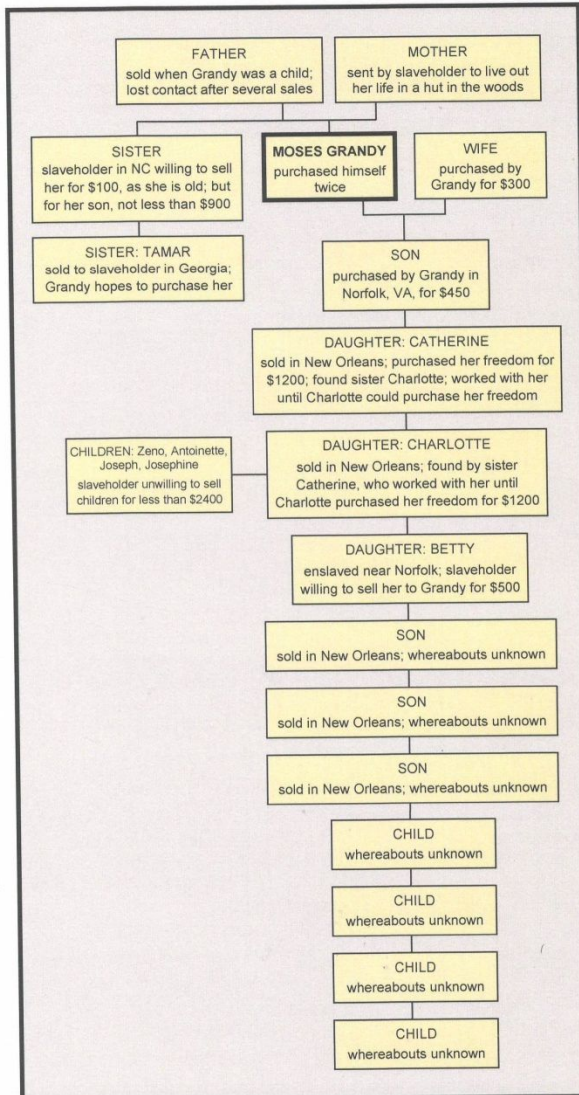 FATHER
sold when Grandy was a child;
lost contact after several sales
MOTHER
sent by slaveholder to live out
her life in a hut in the woods
SISTER
slaveholder in NC willing to sell
her for $100, as she is old; but
for her son, not less than $900
MOSES GRANDY
purchased himself
twice
WIFE
purchased by
Grandy for $300
SISTER: TAMAR
sold to slaveholder in Georgia;
Grandy hopes to purchase her
SON
purchased by Grandy in
Norfolk, VA, for $450
DAUGHTER: CATHERINE
sold in New Orleans; purchased her freedom for
$1200; found sister Charlotte; worked with her
until Charlotte could purchase her freedom
CHILDREN: Zeno, Antoinette,
Joseph, Josephine
slaveholder unwilling to sell
children for less than $2400
DAUGHTER: CHARLOTTE
sold in New Orleans; found by sister
Catherine, who worked with her until
Charlotte purchased her freedom for $1200
DAUGHTER: BETTY
enslaved near Norfolk; slaveholder
willing to sell her to Grandy for $500
SON
sold in New Orleans; whereabouts unknown
SON
sold in New Orleans; whereabouts unknown
SON
sold in New Orleans; whereabouts unknown
CHILD
whereabouts unknown
CHILD
whereabouts unknown
CHILD
whereabouts unknown
CHILD
whereabouts unknown